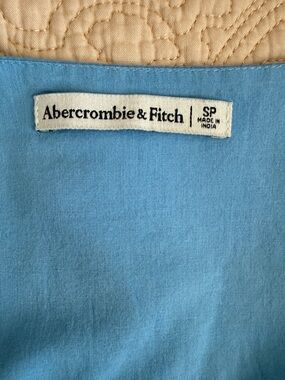 Abercrombie & Fitch | SP
MADE IN
INDIA